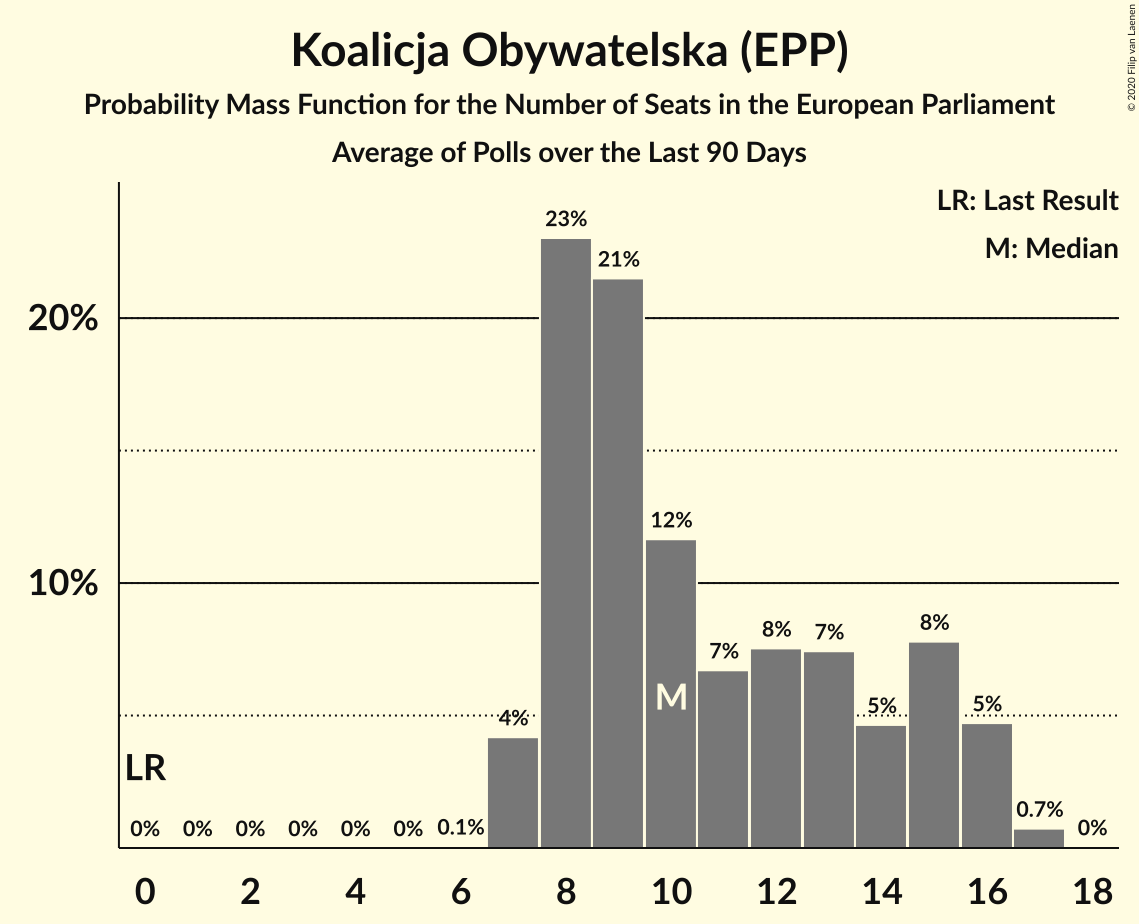 Koalicja Obywatelska (EPP)
Probability Mass Function for the Number of Seats in the European Parliament
Average of Polls over the Last 90 Days
© 2020 Filip van Laenen
LR: Last Result
M: Median
23%
21%
20%
12%
10%
8%
7%
8%
7%
5%
5%
4%
M
LR
0%
0%
0%
0%
0%
0%
0.1%
0.7%
0%
0 2 4 6 8 10 12 14 16 18